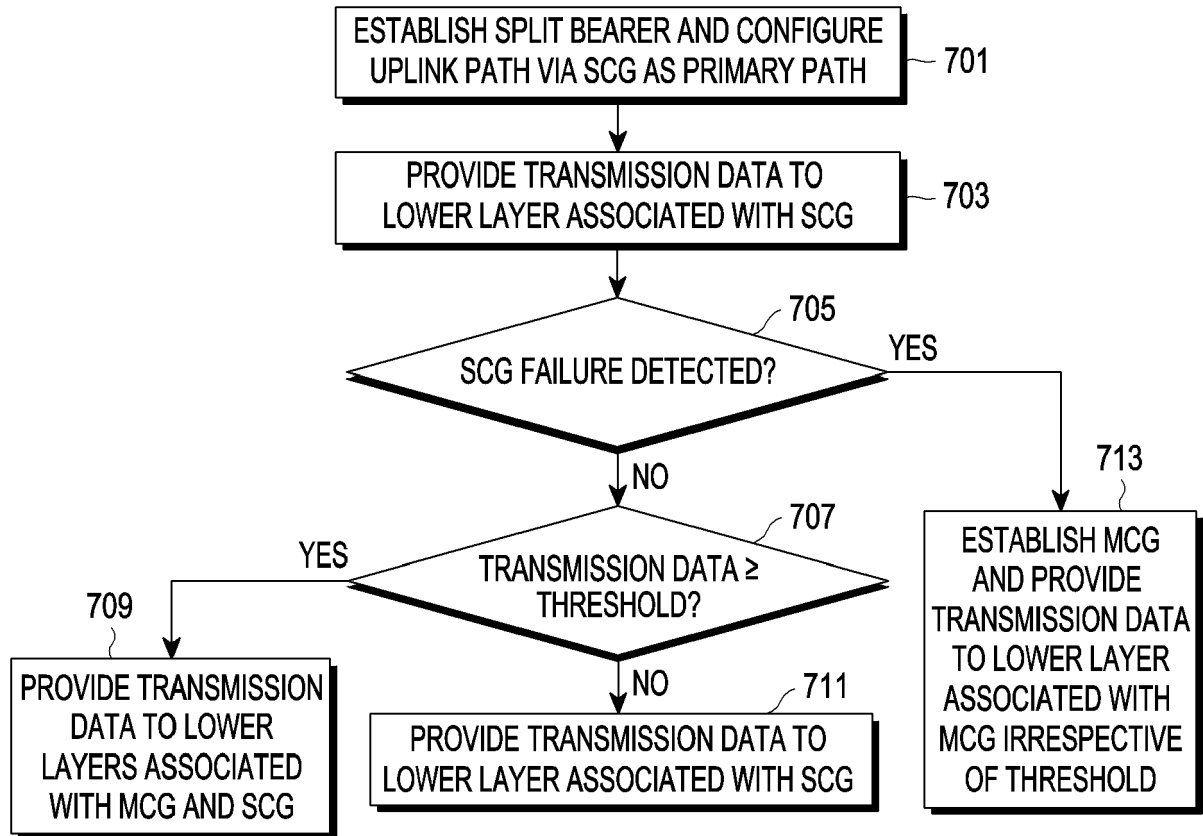 ESTABLISH SPLIT BEARER AND CONFIGURE
UPLINK PATH VIA SCG AS PRIMARY PATH
701
PROVIDE TRANSMISSION DATA TO
LOWER LAYER ASSOCIATED WITH SCG
703
705
SCG FAILURE DETECTED?
YES
NO
713
ESTABLISH MCG
AND PROVIDE
TRANSMISSION DATA
TO LOWER LAYER
ASSOCIATED WITH
MCG IRRESPECTIVE
OF THRESHOLD
707
TRANSMISSION DATA ≥
THRESHOLD?
YES
NO
709
PROVIDE TRANSMISSION
DATA TO LOWER
LAYERS ASSOCIATED
WITH MCG AND SCG
711
PROVIDE TRANSMISSION DATA TO
LOWER LAYER ASSOCIATED WITH SCG